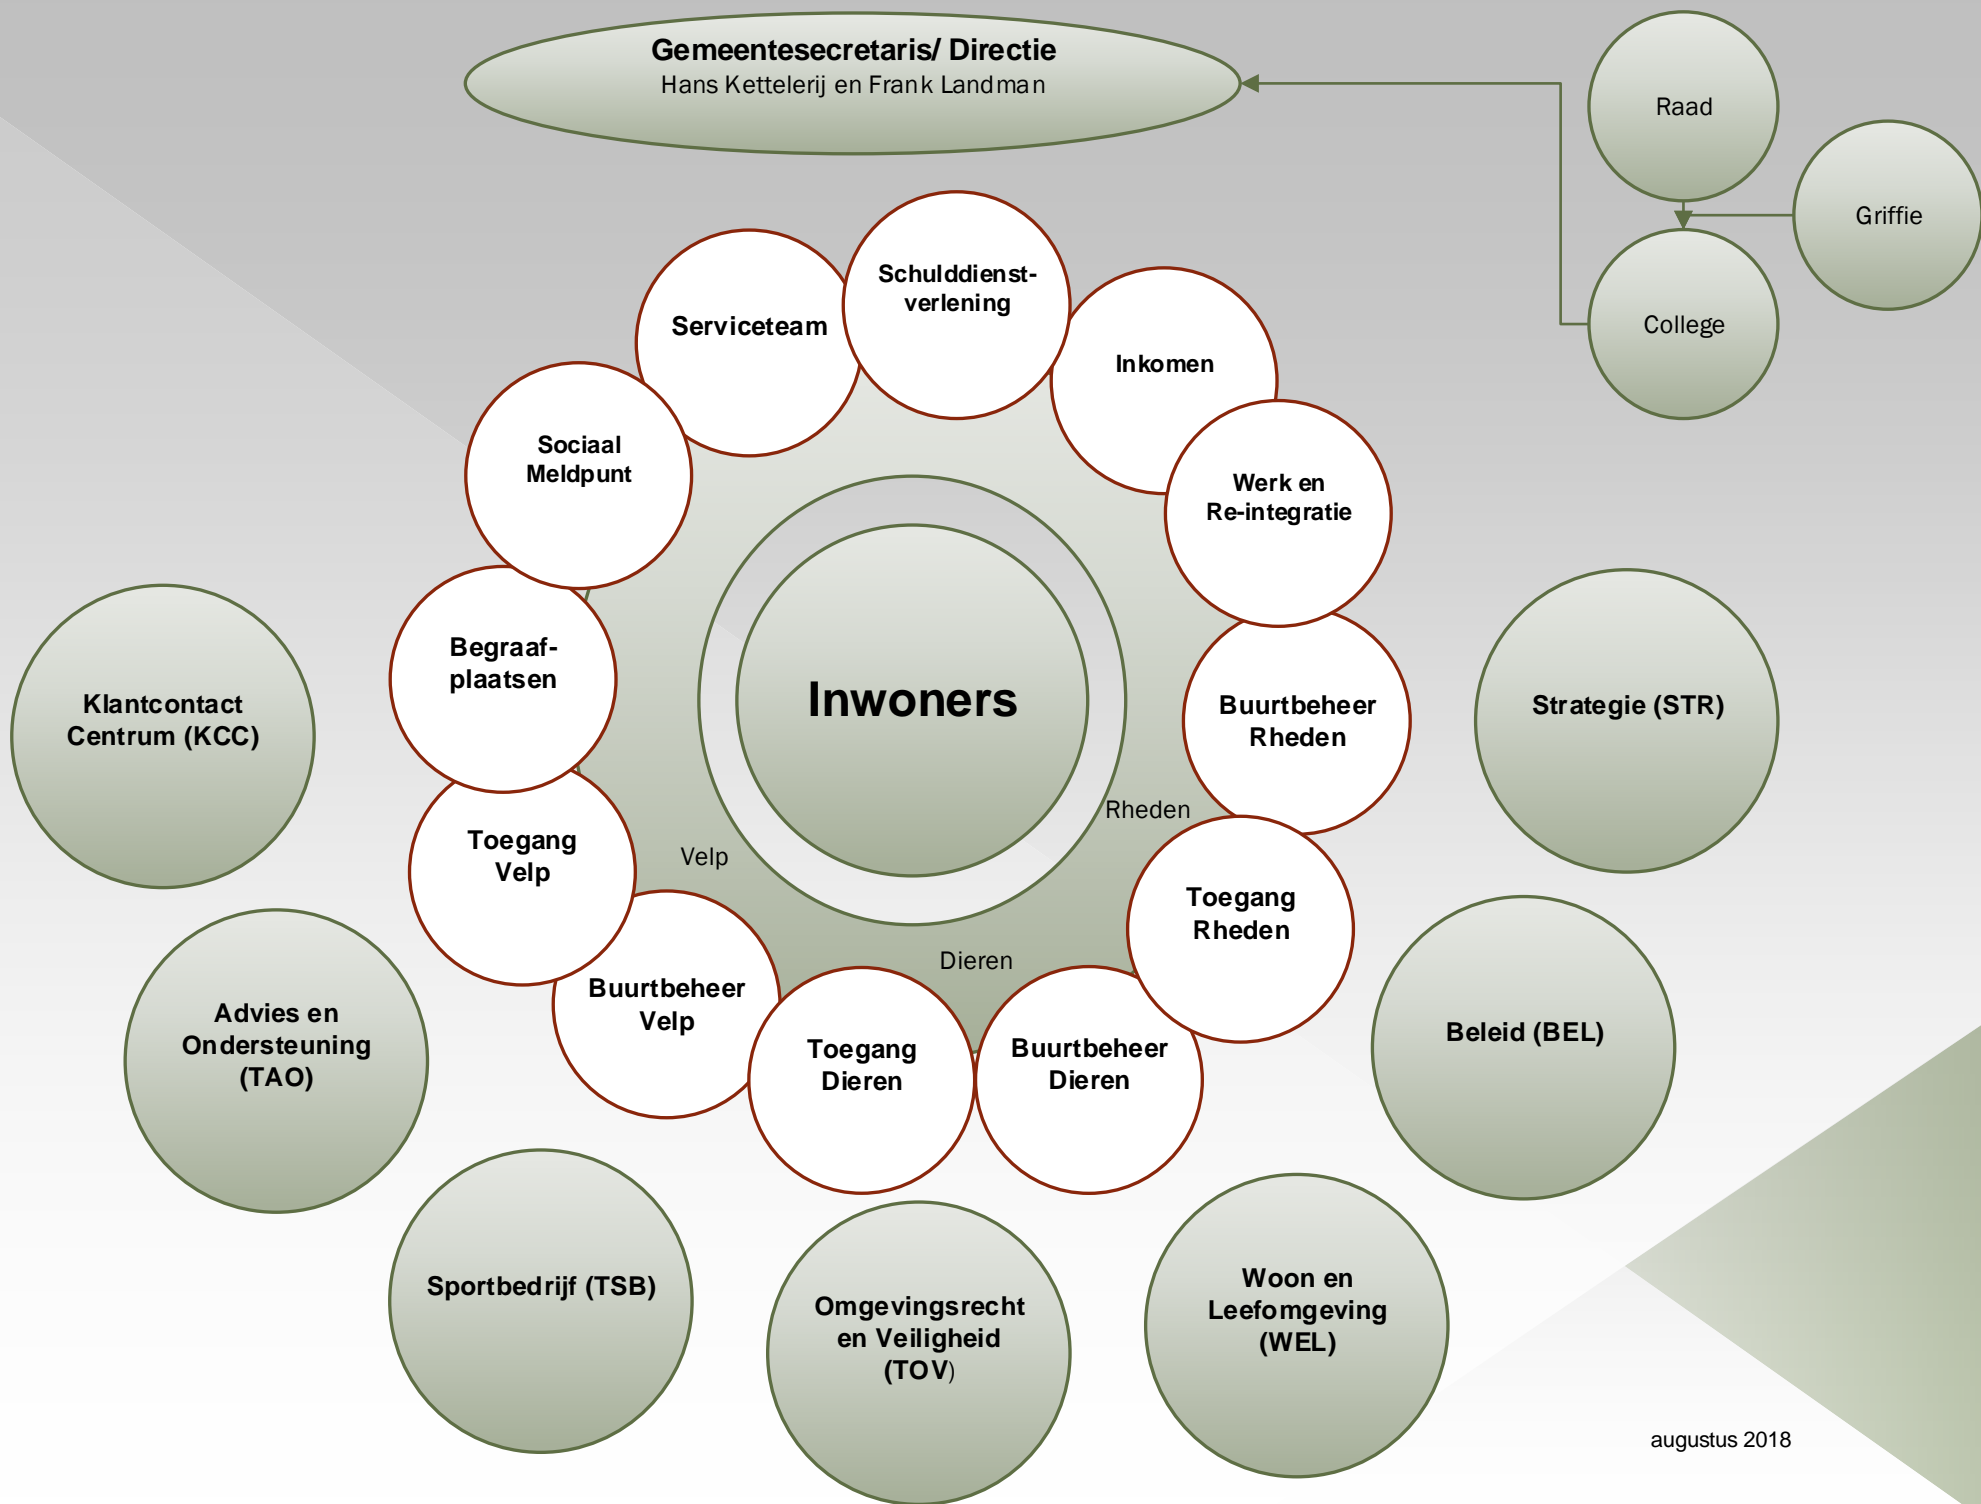 Gemeentesecretaris/ Directie
Hans Kettelerij en Frank Landman
Raad
Griffie
College
Schulddienst-
verlening
Serviceteam
Inkomen
Sociaal
Meldpunt
Werk en
Re-integratie
Begraaf-
plaatsen
Inwoners
Buurtbeheer
Rheden
Klantcontact
Centrum (KCC)
Strategie (STR)
Rheden
Velp
Dieren
Toegang
Velp
Toegang
Rheden
Buurtbeheer
Velp
Toegang
Dieren
Buurtbeheer
Dieren
Advies en
Ondersteuning
(TAO)
Beleid (BEL)
Sportbedrijf (TSB)
Omgevingsrecht
en Veiligheid
(TOV)
Woon en
Leefomgeving
(WEL)
augustus 2018